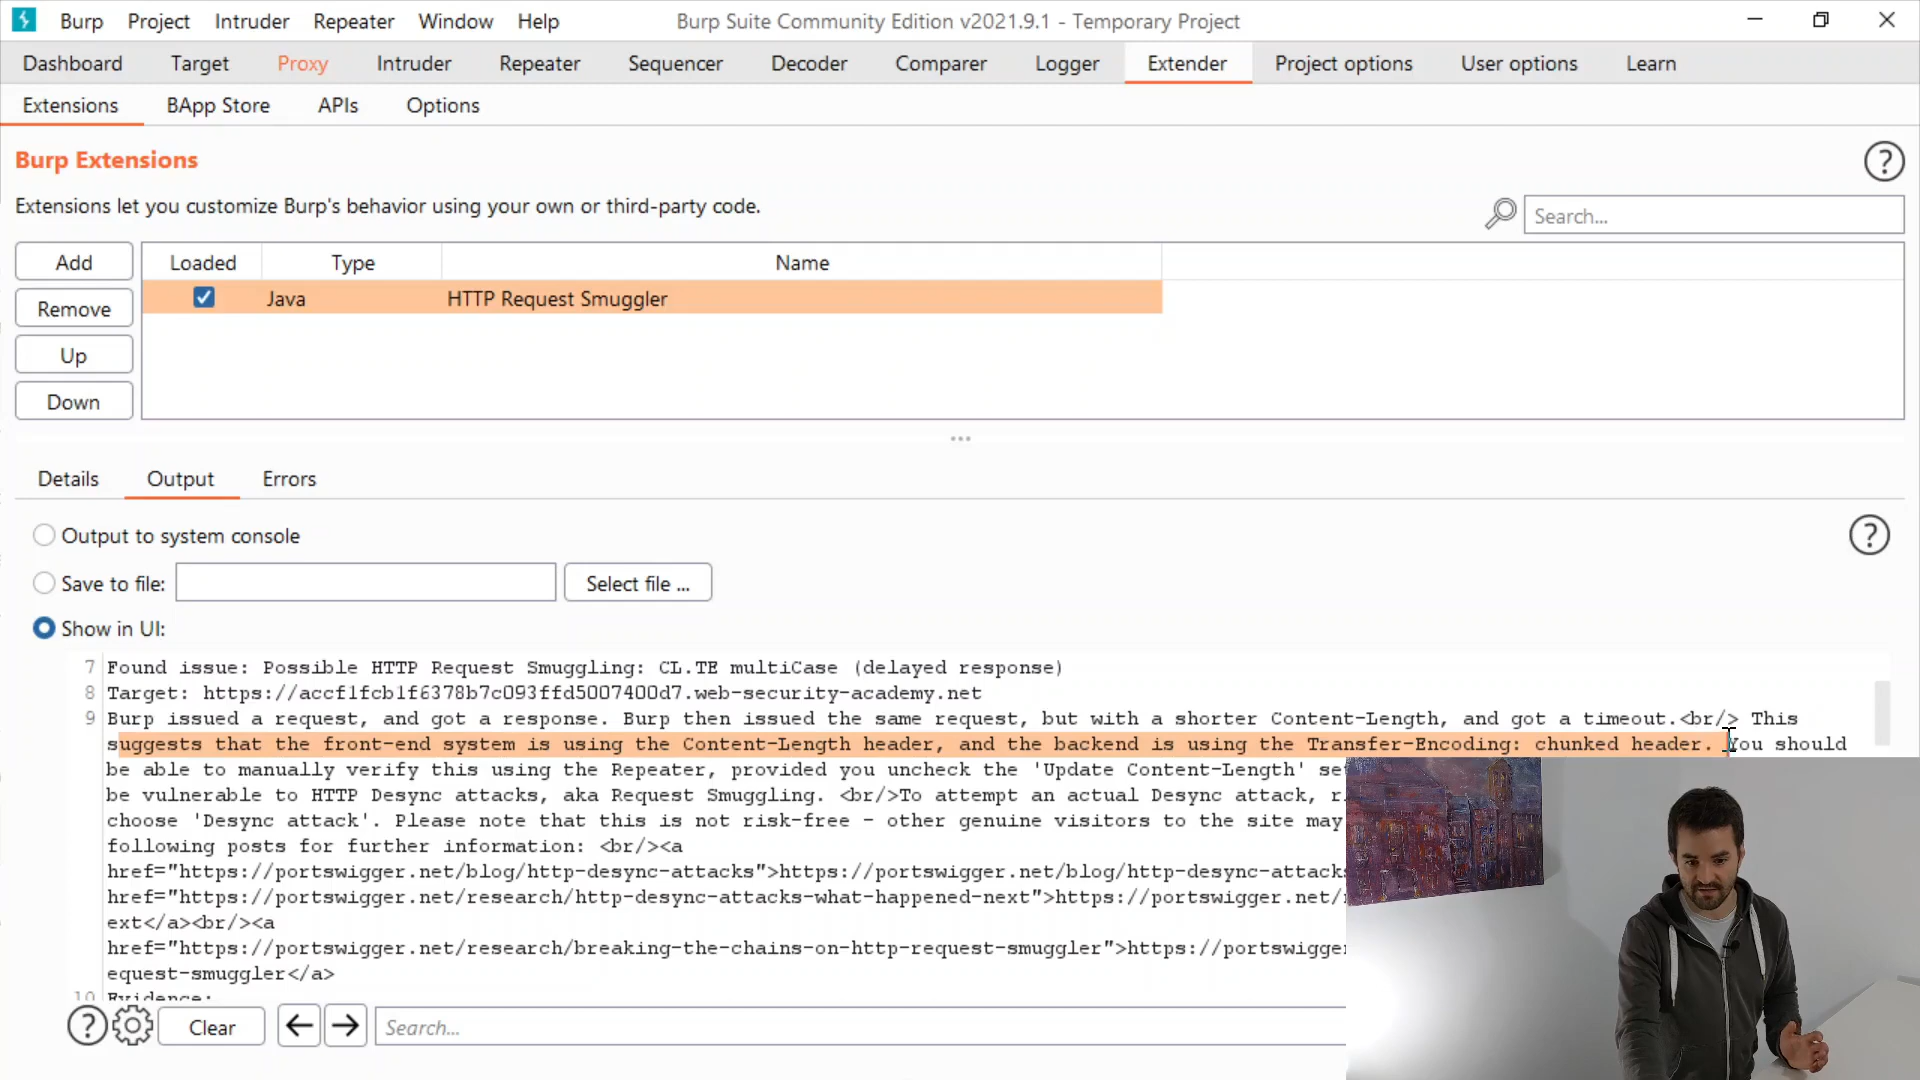 Burp Project Intruder Repeater Window Help Burp Suite Community Edition v2021.9.1 - Temporary Project
Dashboard Target Proxy Intruder Repeater Sequencer Decoder Comparer Logger Extender Project options User options Learn
Extensions BApp Store APIs Options
Burp Extensions
Extensions let you customize Burp's behavior using your own or third-party code.
Search...
Add
Remove
Up
Down
Loaded Type Name
Java HTTP Request Smuggler
Details Output Errors
Output to system console
Save to file: Select file ...
Show in UI:
7 Found issue: Possible HTTP Request Smuggling: CL.TE multiCase (delayed response)
8 Target: https://accf1fcb1f6378b7c093ffd5007400d7.web-security-academy.net
9 Burp issued a request, and got a response. Burp then issued the same request, but with a shorter Content-Length, and got a timeout.<br/> This
suggests that the front-end system is using the Content-Length header, and the backend is using the Transfer-Encoding: chunked header. You should
be able to manually verify this using the Repeater, provided you uncheck the 'Update Content-Length' se
be vulnerable to HTTP Desync attacks, aka Request Smuggling. <br/>To attempt an actual Desync attack, r
choose 'Desync attack'. Please note that this is not risk-free - other genuine visitors to the site may
following posts for further information: <br/><a
href="https://portswigger.net/blog/http-desync-attacks">https://portswigger.net/blog/http-desync-attacks
href="https://portswigger.net/research/http-desync-attacks-what-happened-next">https://portswigger.net/
ext</a><br/><a
href="https://portswigger.net/research/breaking-the-chains-on-http-request-smuggler">https://portswigge
equest-smuggler</a>
10 Evidence:
Clear Search...